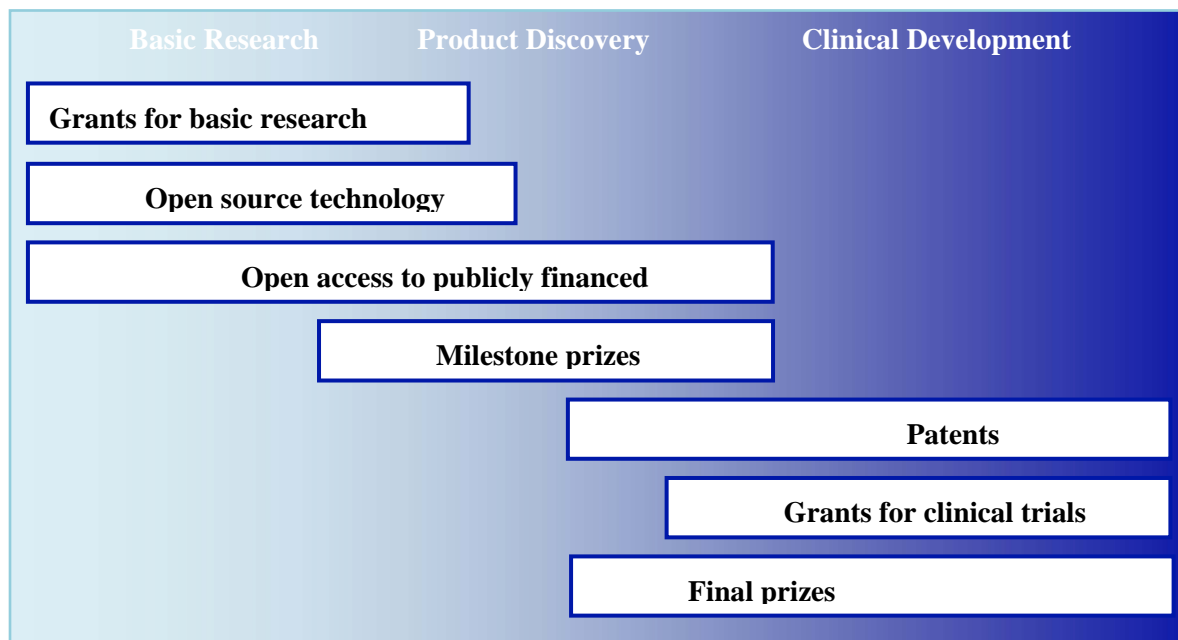 Basic Research Product Discovery Clinical Development
Grants for basic research
Open source technology
Open access to publicly financed
Milestone prizes
Patents
Grants for clinical trials
Final prizes